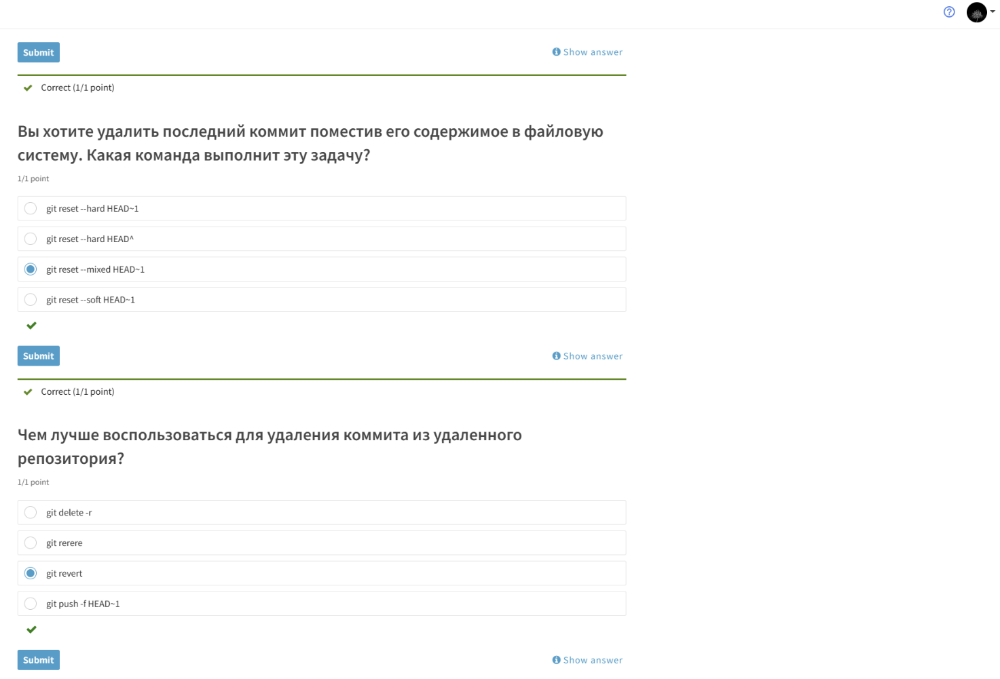 Submit
Show answer
Correct (1/1 point)
Вы хотите удалить последний коммит поместив его содержимое в файловую
систему. Какая команда выполнит эту задачу?
1/1 point
git reset --hard HEAD~1
git reset --hard HEAD^
git reset --mixed HEAD~1
git reset --soft HEAD~1
Submit
Show answer
Correct (1/1 point)
Чем лучше воспользоваться для удаления коммита из удаленного
репозитория?
1/1 point
git delete -r
git rerere
git revert
git push -f HEAD~1
Submit
Show answer